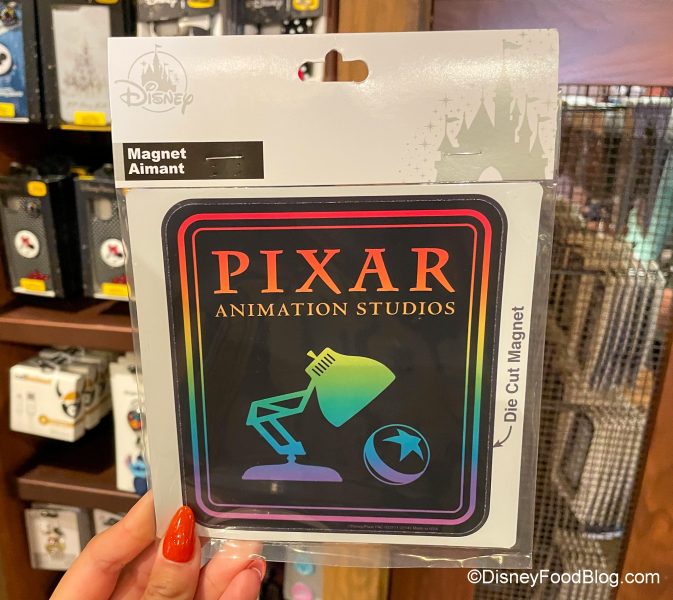 Disney
Magnet
Aimant
PIXAR
ANIMATION STUDIOS
Die Cut Magnet
©DisneyFoodBlog.com